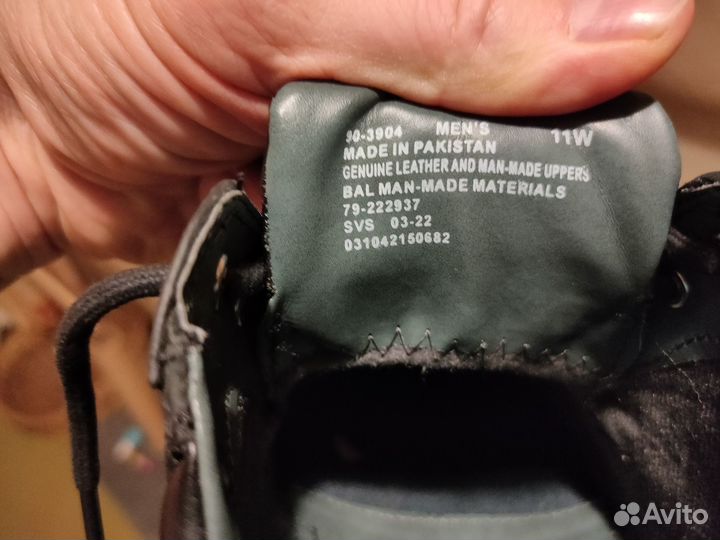 90-3904 MEN'S 11W
MADE IN PAKISTAN
GENUINE LEATHER AND MAN-MADE UPPERS
BAL MAN-MADE MATERIALS
79-222937
SVS 03-22
031042150682
Avito